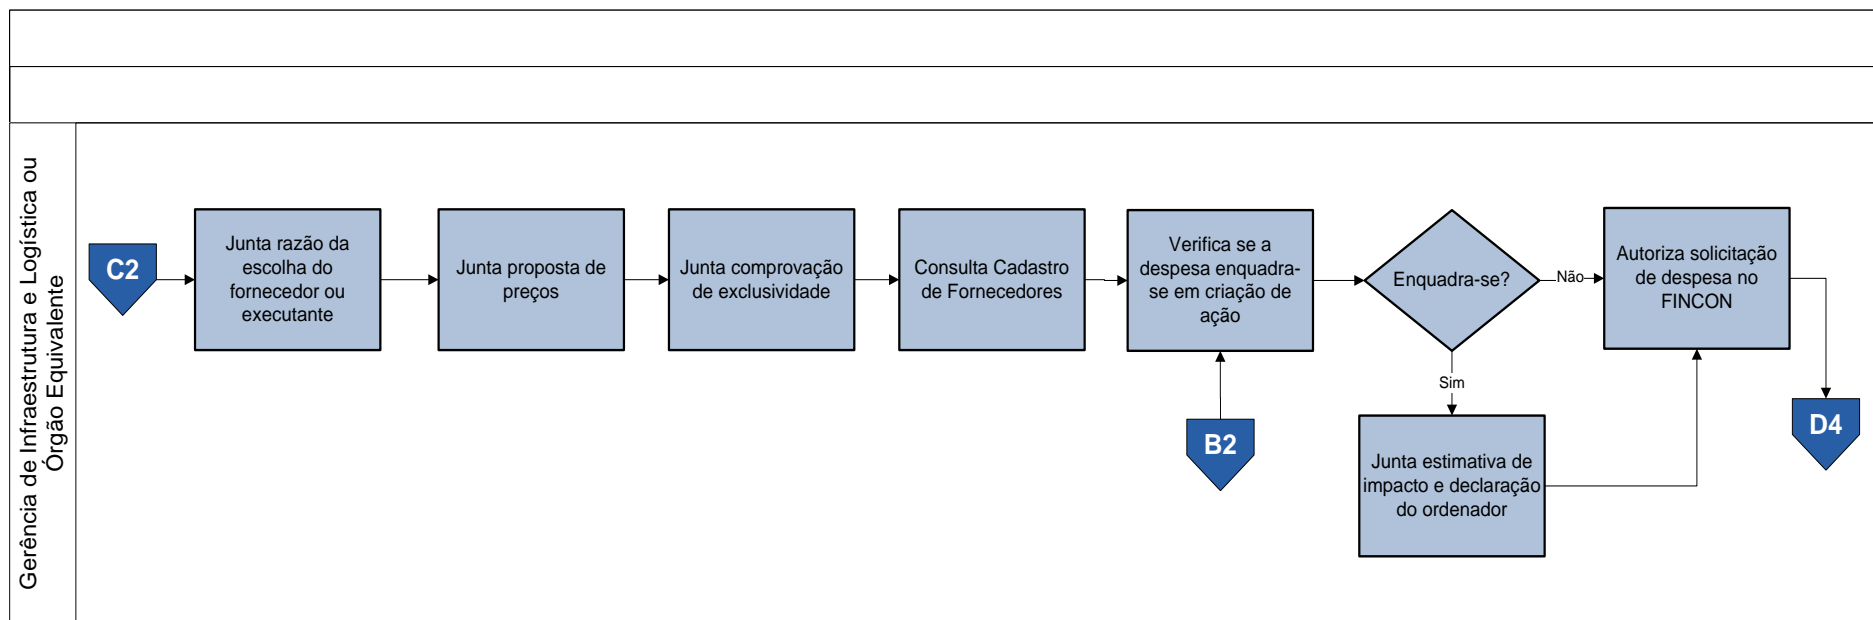 Gerência de Infraestrutura e Logística ou
Órgão Equivalente
C2
Junta razão da
escolha do
fornecedor ou
executante
Junta proposta de
preços
Junta comprovação
de exclusividade
Consulta Cadastro
de Fornecedores
Verifica se a
despesa enquadra-
se em criação de
ação
B2
Enquadra-se?
Não
Sim
Junta estimativa de
impacto e declaração
do ordenador
Autoriza solicitação
de despesa no
FINCON
D4